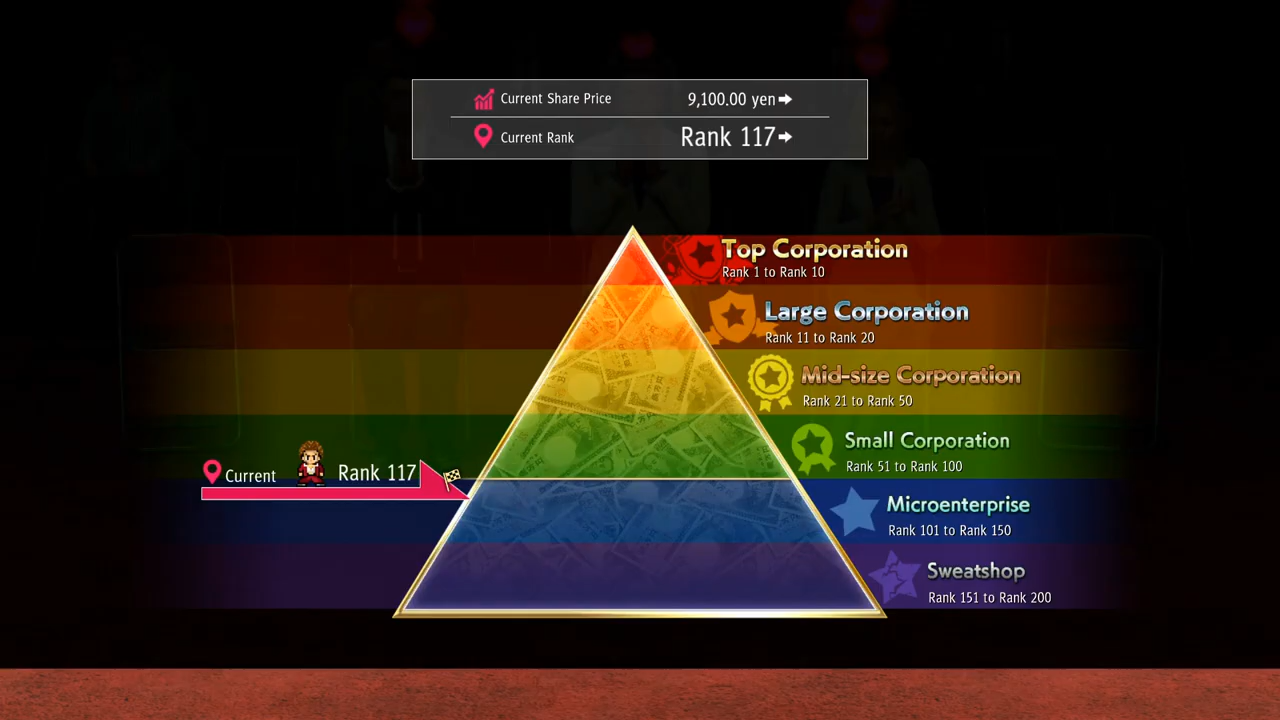 Current Share Price 9,100.00 yen
Current Rank Rank 117
Top Corporation
Rank 1 to Rank 10
Large Corporation
Rank 11 to Rank 20
Mid-size Corporation
Rank 21 to Rank 50
Small Corporation
Rank 51 to Rank 100
Current Rank 117
Microenterprise
Rank 101 to Rank 150
Sweatshop
Rank 151 to Rank 200